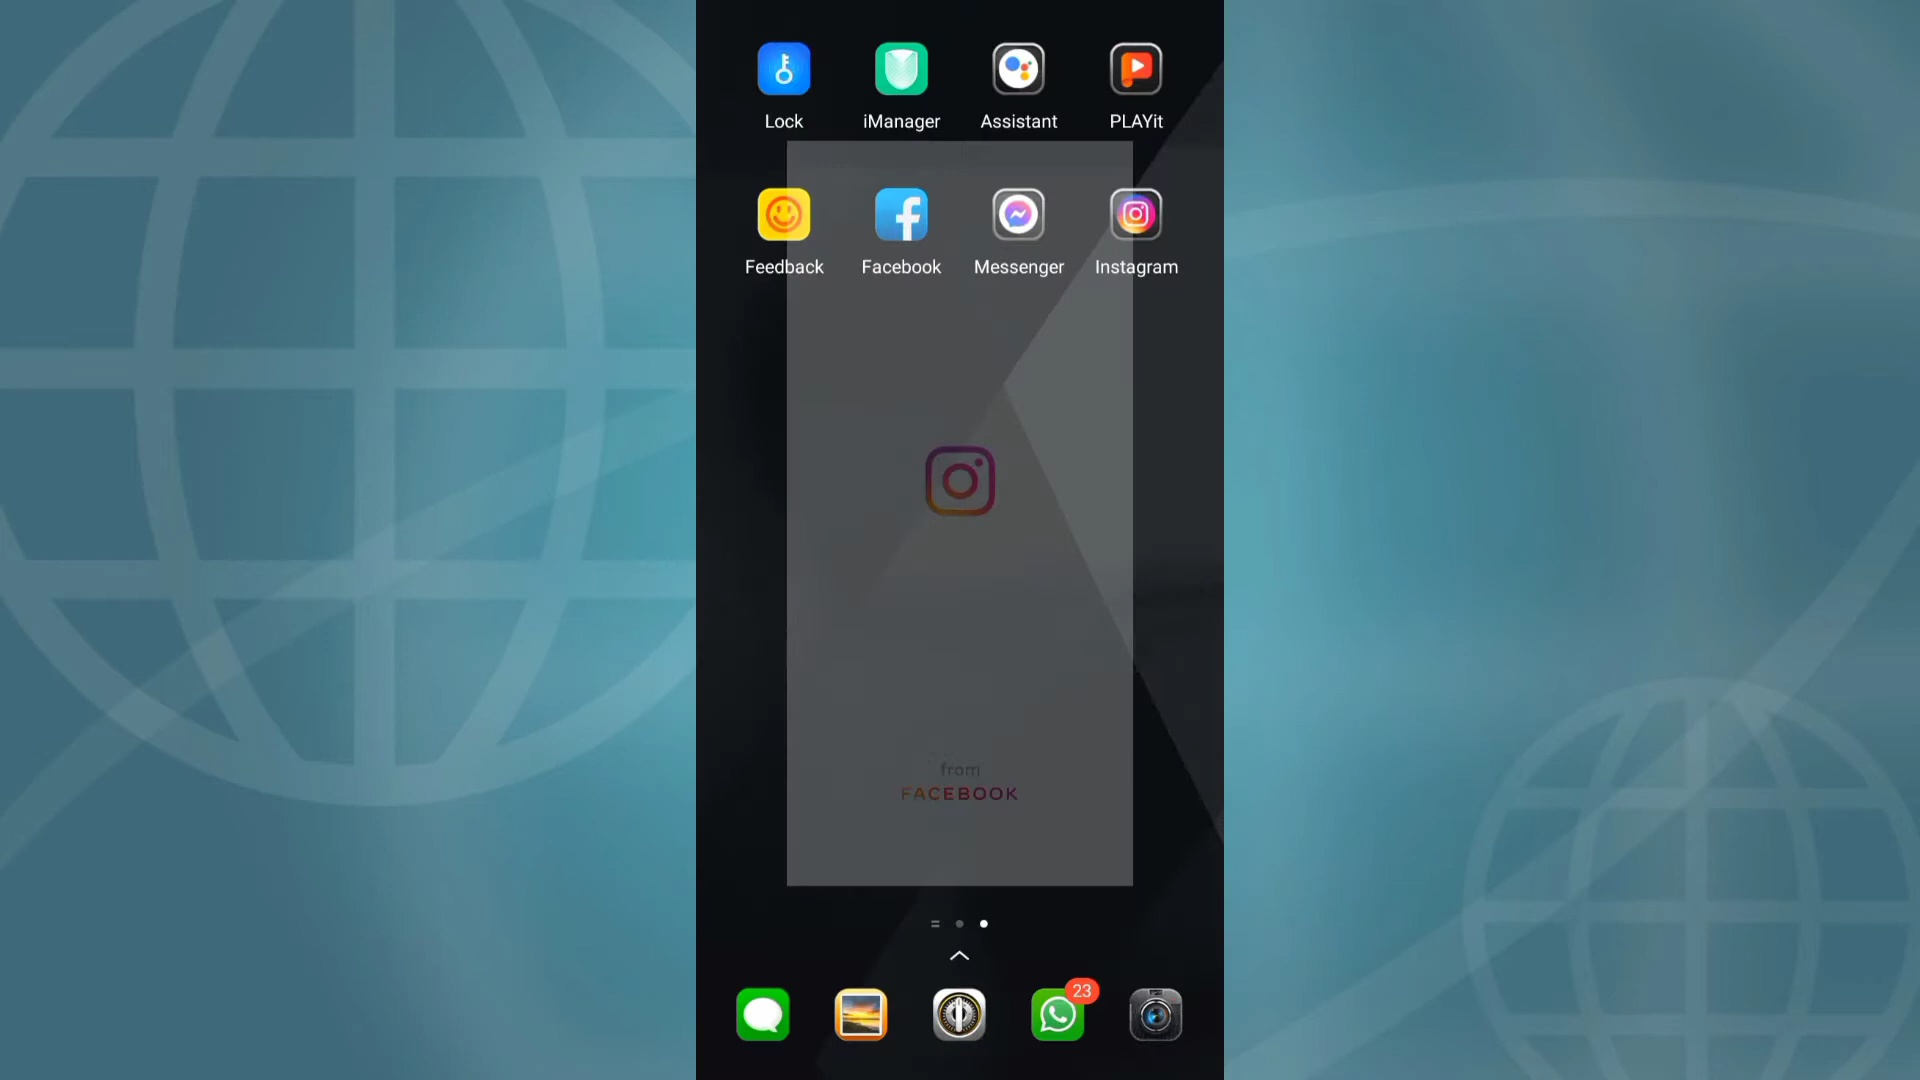 Lock iManager Assistant PLAYit
Feedback Facebook Messenger Instagram
from
FACEBOOK
23